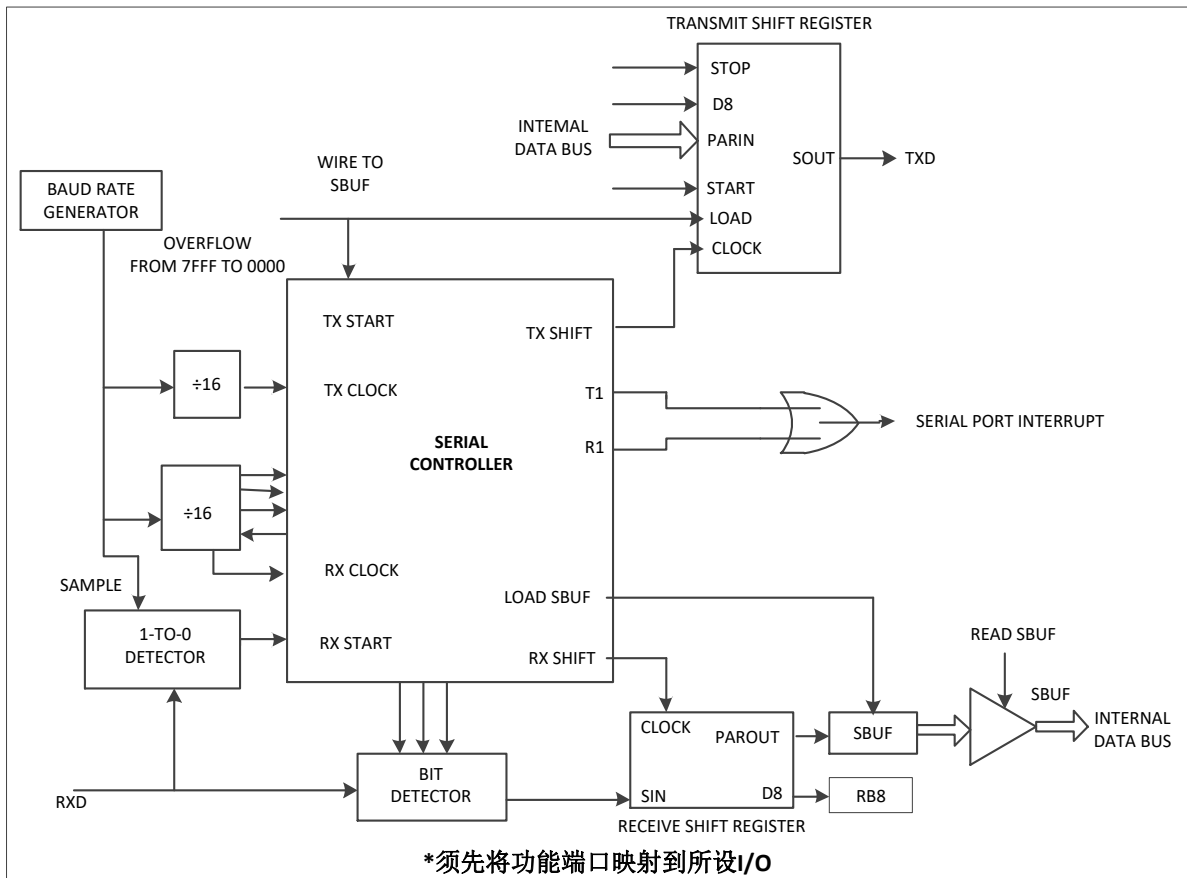 TRANSMIT SHIFT REGISTER
STOP
D8
INTEMAL
DATA BUS
PARIN
SOUT
TXD
START
LOAD
CLOCK
WIRE TO
SBUF
BAUD RATE
GENERATOR
OVERFLOW
FROM 7FFF TO 0000
TX START
TX SHIFT
÷16
TX CLOCK
T1
SERIAL PORT INTERRUPT
R1
SERIAL
CONTROLLER
÷16
RX CLOCK
SAMPLE
LOAD SBUF
1-TO-0
DETECTOR
RX START
RX SHIFT
READ SBUF
SBUF
CLOCK
PAROUT
SBUF
INTERNAL
DATA BUS
BIT
DETECTOR
RXD
SIN
D8
RB8
RECEIVE SHIFT REGISTER
*须先将功能端口映射到所设I/O